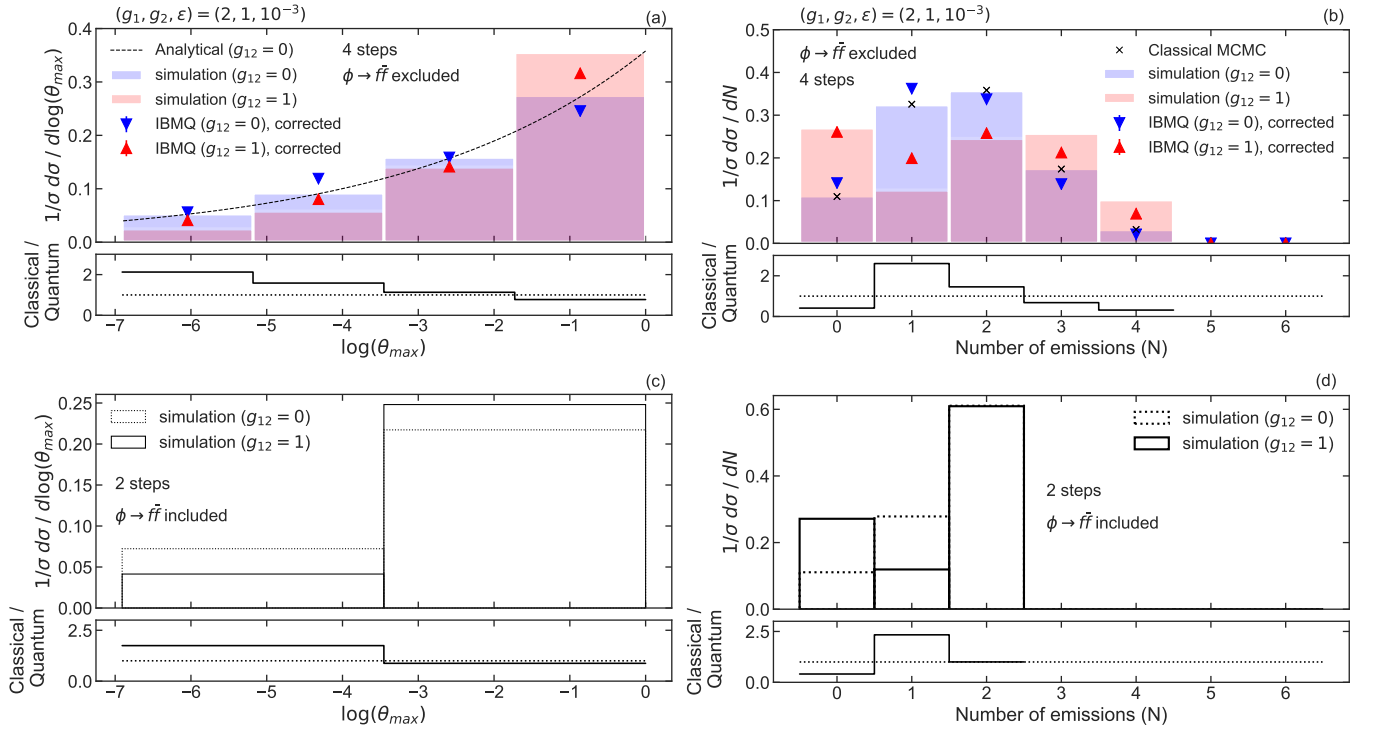 (g₁, g₂, ε) = (2, 1, 10⁻³)
(a)
1/σ dσ / dlog(θₘₐₓ)
0.4
0.3
0.2
0.1
0.0
Analytical (g₁₂ = 0)
simulation (g₁₂ = 0)
simulation (g₁₂ = 1)
IBMQ (g₁₂ = 0), corrected
IBMQ (g₁₂ = 1), corrected
4 steps
ϕ → ff̄ excluded
Classical /
Quantum
2
0
−7 −6 −5 −4 −3 −2 −1 0
log(θₘₐₓ)
(g₁, g₂, ε) = (2, 1, 10⁻³)
(b)
1/σ dσ / dN
0.5
0.4
0.3
0.2
0.1
0.0
ϕ → ff̄ excluded
4 steps
Classical MCMC
simulation (g₁₂ = 0)
simulation (g₁₂ = 1)
IBMQ (g₁₂ = 0), corrected
IBMQ (g₁₂ = 1), corrected
Classical /
Quantum
2
0
0 1 2 3 4 5 6
Number of emissions (N)
(c)
1/σ dσ / dlog(θₘₐₓ)
0.25
0.20
0.15
0.10
0.05
0.00
simulation (g₁₂ = 0)
simulation (g₁₂ = 1)
2 steps
ϕ → ff̄ included
Classical /
Quantum
2.5
0.0
−7 −6 −5 −4 −3 −2 −1 0
log(θₘₐₓ)
(d)
1/σ dσ / dN
0.6
0.4
0.2
0.0
simulation (g₁₂ = 0)
simulation (g₁₂ = 1)
2 steps
ϕ → ff̄ included
Classical /
Quantum
2.5
0.0
0 1 2 3 4 5 6
Number of emissions (N)